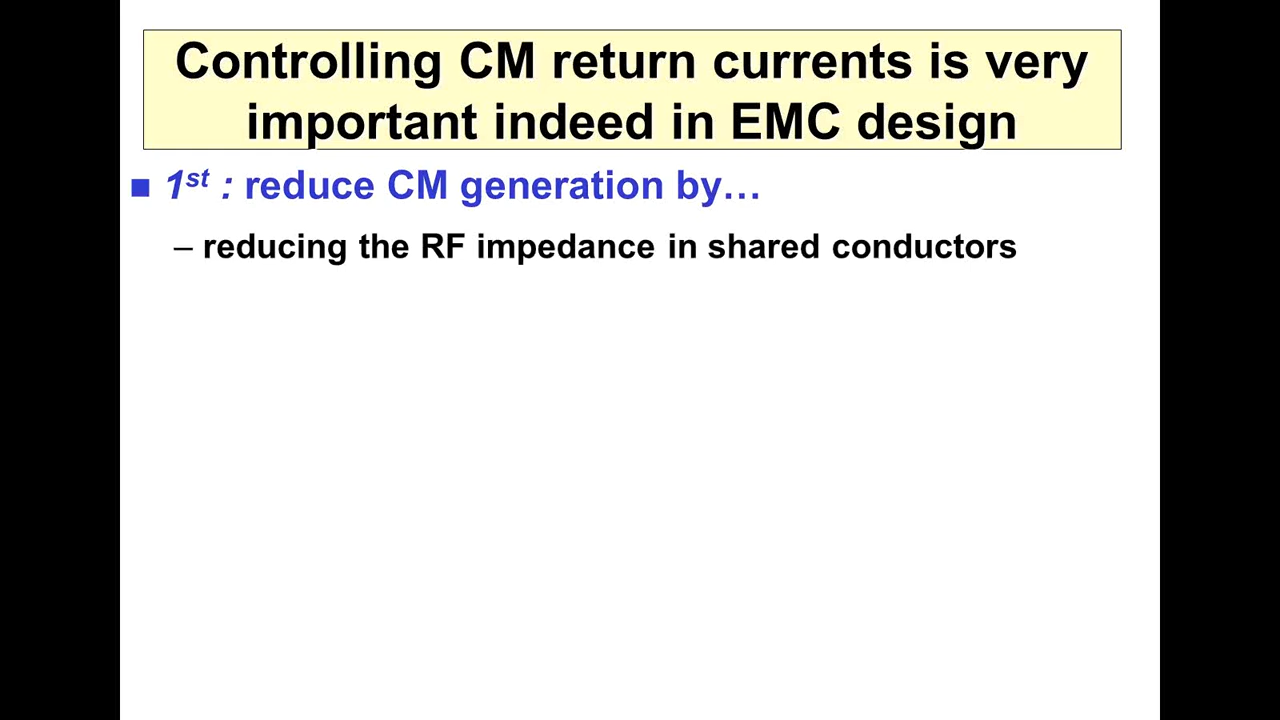 Controlling CM return currents is very
important indeed in EMC design
■ 1st : reduce CM generation by…
– reducing the RF impedance in shared conductors